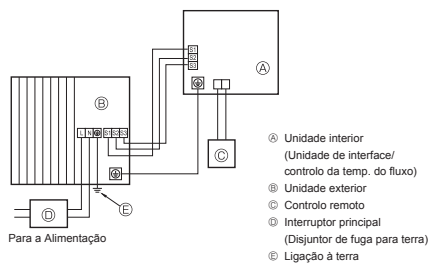 S1
S2
S3
Ⓐ
Ⓑ
L N S1 S2 S3
Ⓒ
Ⓓ
Ⓔ
Para a Alimentação
Ⓐ Unidade interior
(Unidade de interface/
controlo da temp. do fluxo)
Ⓑ Unidade exterior
Ⓒ Controlo remoto
Ⓓ Interruptor principal
(Disjuntor de fuga para terra)
Ⓔ Ligação à terra